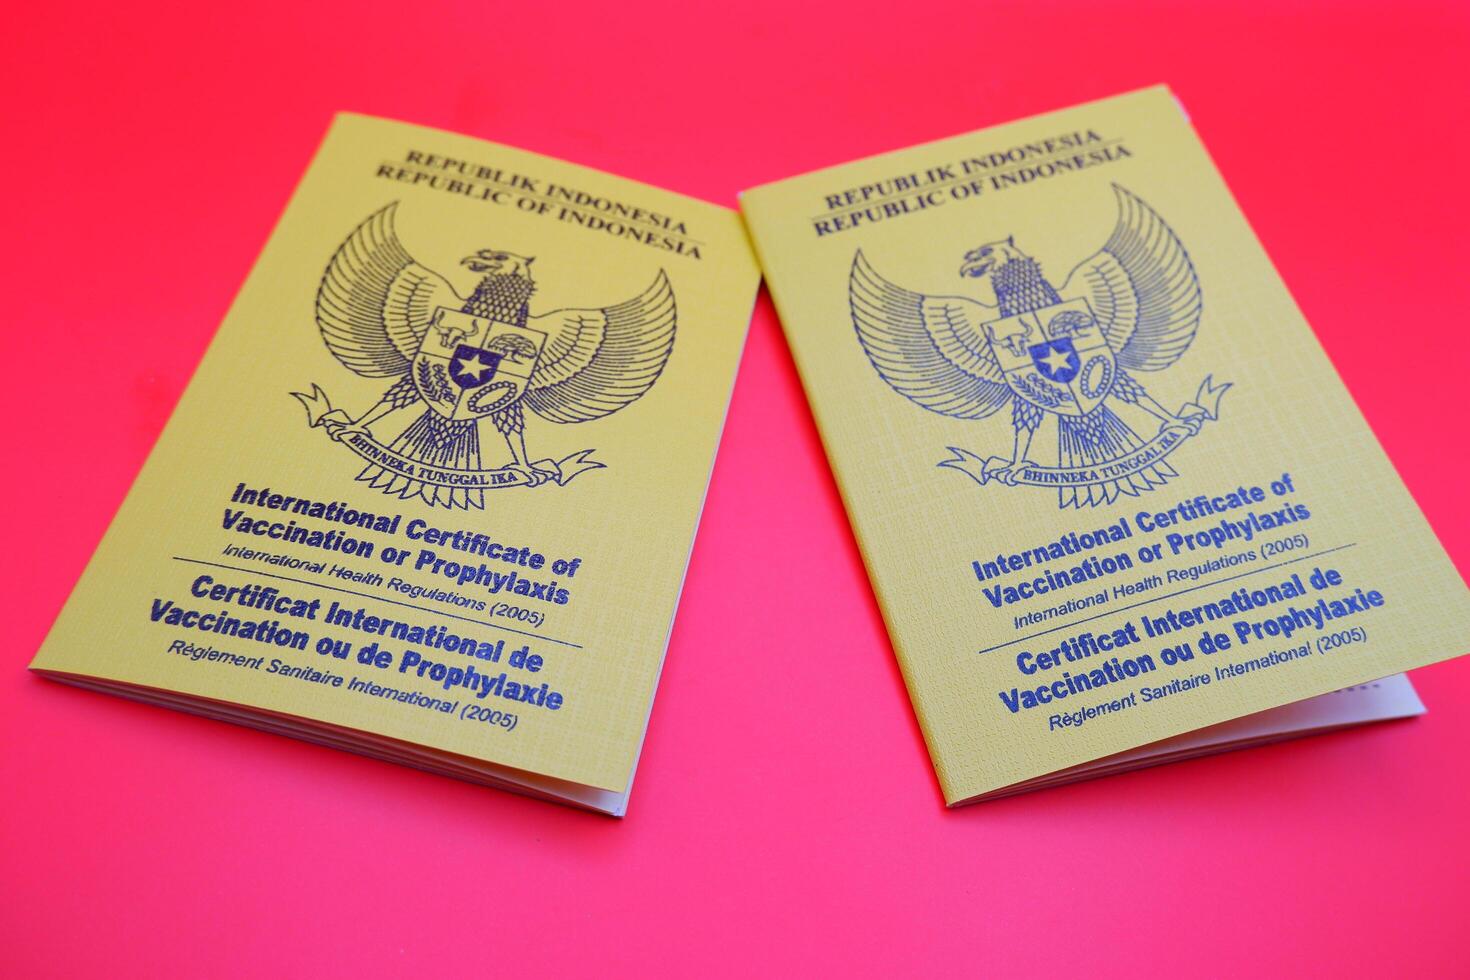 REPUBLIK INDONESIA
REPUBLIC OF INDONESIA
BHINNEKA TUNGGAL IKA
International Certificate of
Vaccination or Prophylaxis
International Health Regulations (2005)
Certificat International de
Vaccination ou de Prophylaxie
Règlement Sanitaire International (2005)
REPUBLIK INDONESIA
REPUBLIC OF INDONESIA
BHINNEKA TUNGGAL IKA
International Certificate of
Vaccination or Prophylaxis
International Health Regulations (2005)
Certificat International de
Vaccination ou de Prophylaxie
Règlement Sanitaire International (2005)